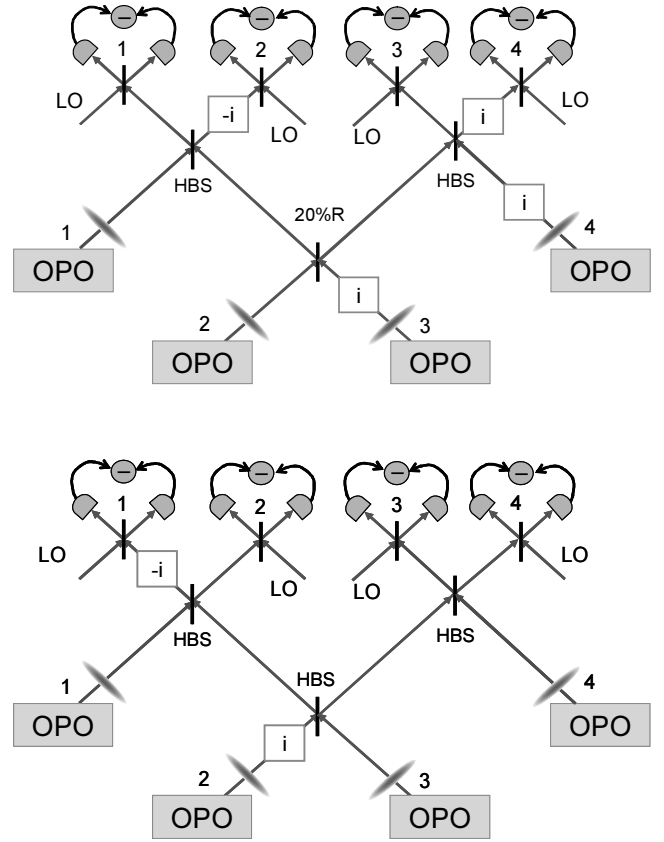 − − − −
1 2 3 4
LO -i LO LO i LO
HBS HBS
i
20%R
1 4
OPO OPO
i
2 3
OPO OPO
− − − −
1 2 3 4
LO -i LO LO LO
HBS HBS
HBS
1 4
OPO OPO
i
2 3
OPO OPO